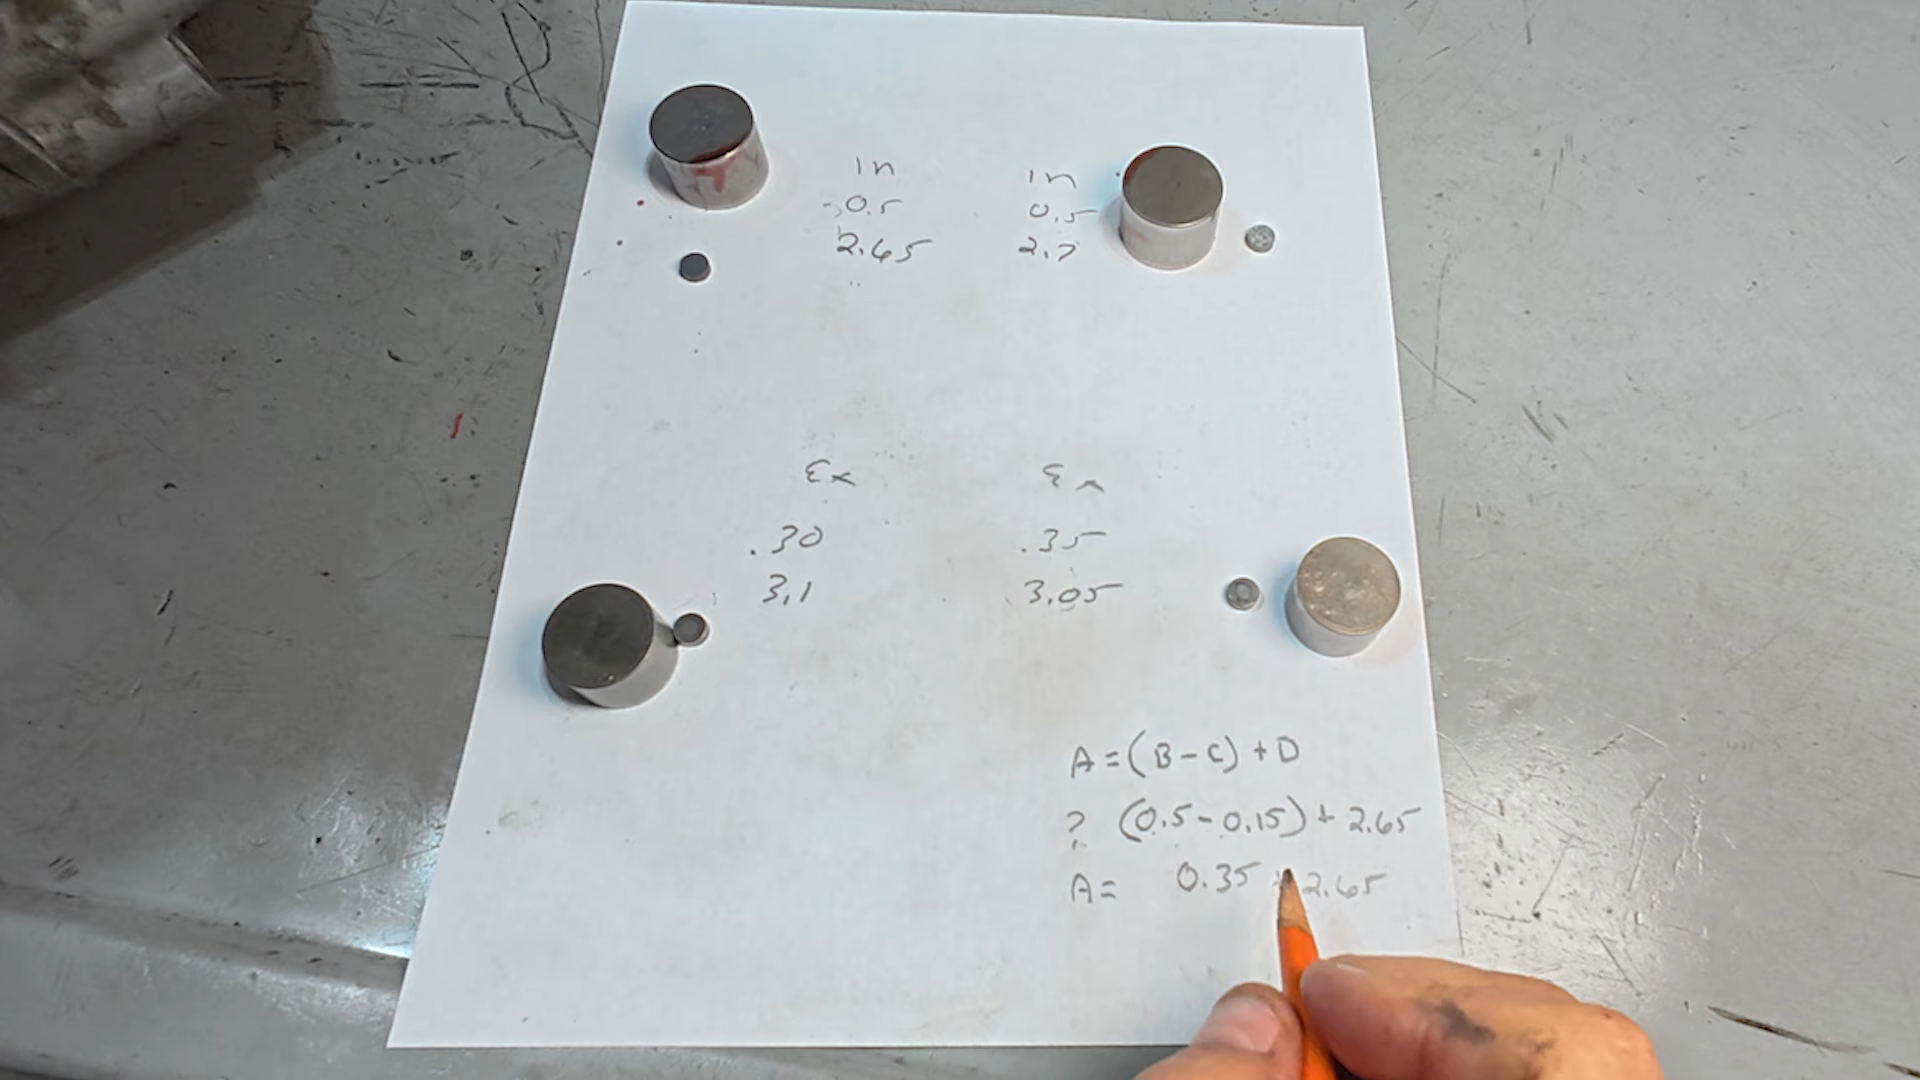 In
0.5
2.65
In
0.5
2.7
Ex
.30
3.1
Ex
.35
3.05
A=(B-C)+D
? (0.5-0.15)+2.65
A= 0.35 + 2.65